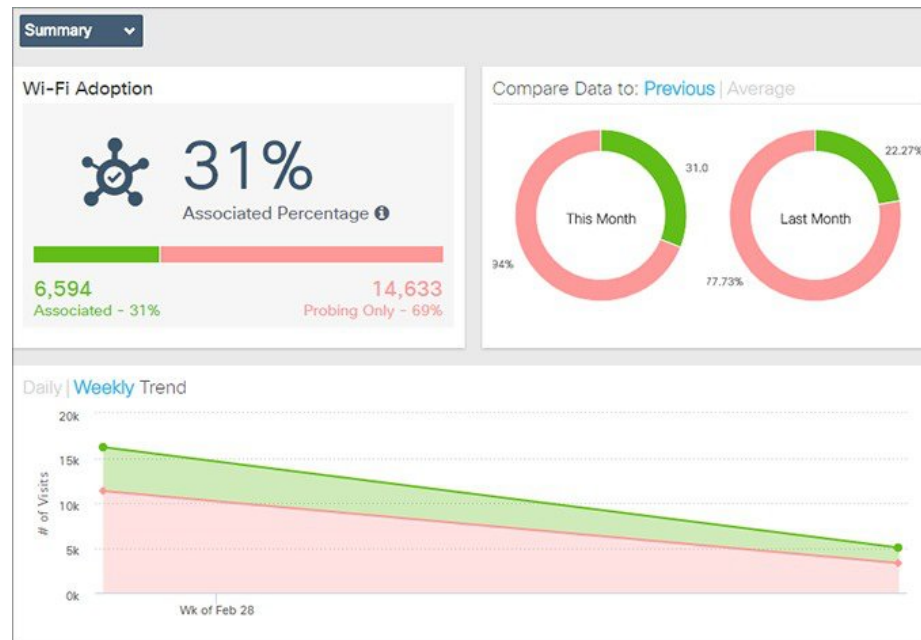 Summary
Wi-Fi Adoption
31%
Associated Percentage
6,594
Associated - 31%
14,633
Probing Only - 69%
Compare Data to: Previous | Average
31.0
This Month
94%
22.27%
Last Month
77.73%
Daily | Weekly Trend
# of Visits
20k
15k
10k
5k
0k
Wk of Feb 28